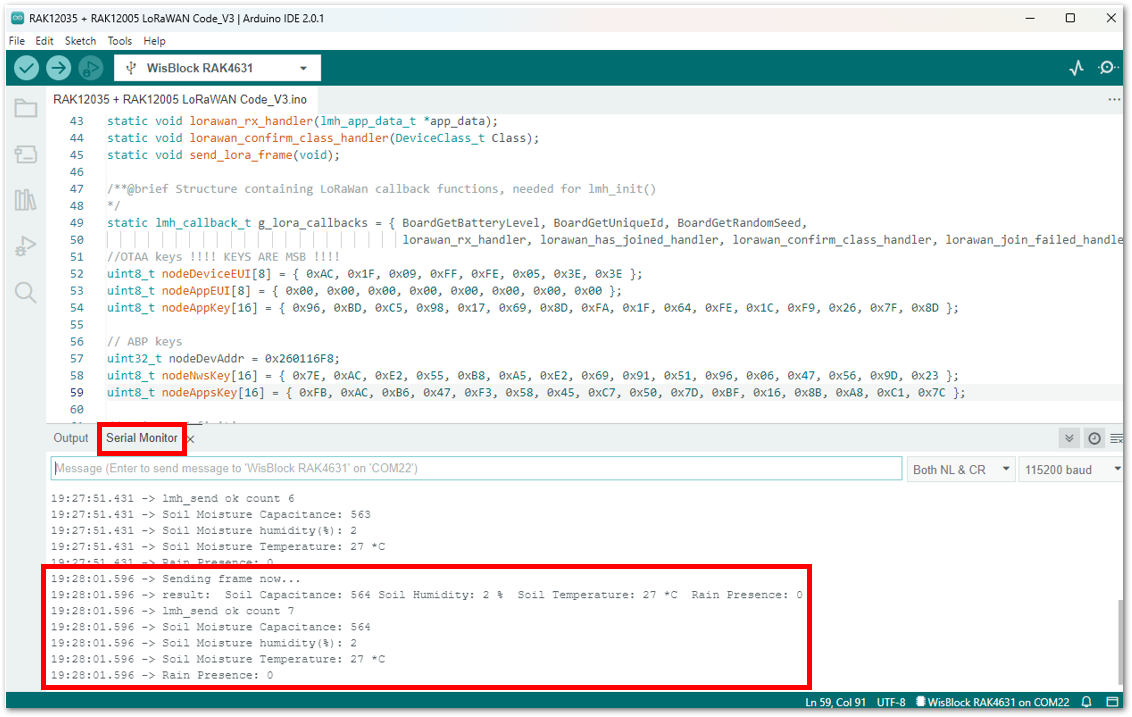 RAK12035 + RAK12005 LoRaWAN Code_V3 | Arduino IDE 2.0.1
File Edit Sketch Tools Help
WisBlock RAK4631
RAK12035 + RAK12005 LoRaWAN Code_V3.ino
43 static void lorawan_rx_handler(lmh_app_data_t *app_data);
44 static void lorawan_confirm_class_handler(DeviceClass_t Class);
45 static void send_lora_frame(void);
46
47 /**@brief Structure containing LoRaWan callback functions, needed for lmh_init()
48 */
49 static lmh_callback_t g_lora_callbacks = { BoardGetBatteryLevel, BoardGetUniqueId, BoardGetRandomSeed,
50 lorawan_rx_handler, lorawan_has_joined_handler, lorawan_confirm_class_handler, lorawan_join_failed_handle
51 //OTAA keys !!!! KEYS ARE MSB !!!!
52 uint8_t nodeDeviceEUI[8] = { 0xAC, 0x1F, 0x09, 0xFF, 0xFE, 0x05, 0x3E, 0x3E };
53 uint8_t nodeAppEUI[8] = { 0x00, 0x00, 0x00, 0x00, 0x00, 0x00, 0x00, 0x00 };
54 uint8_t nodeAppKey[16] = { 0x96, 0xBD, 0xC5, 0x98, 0x17, 0x69, 0x8D, 0xFA, 0x1F, 0x64, 0xFE, 0x1C, 0xF9, 0x26, 0x7F, 0x8D };
55
56 // ABP keys
57 uint32_t nodeDevAddr = 0x260116F8;
58 uint8_t nodeNwsKey[16] = { 0x7E, 0xAC, 0xE2, 0x55, 0xB8, 0xA5, 0xE2, 0x69, 0x91, 0x51, 0x96, 0x06, 0x47, 0x56, 0x9D, 0x23 };
59 uint8_t nodeAppsKey[16] = { 0xFB, 0xAC, 0xB6, 0x47, 0xF3, 0x58, 0x45, 0xC7, 0x50, 0x7D, 0xBF, 0x16, 0x8B, 0xA8, 0xC1, 0x7C };
60
Output Serial Monitor
Message (Enter to send message to 'WisBlock RAK4631' on 'COM22')
Both NL & CR 115200 baud
19:27:51.431 -> lmh_send ok count 6
19:27:51.431 -> Soil Moisture Capacitance: 563
19:27:51.431 -> Soil Moisture humidity(%): 2
19:27:51.431 -> Soil Moisture Temperature: 27 *C
19:27:51.431 -> Rain Presence: 0
19:28:01.596 -> Sending frame now...
19:28:01.596 -> result: Soil Capacitance: 564 Soil Humidity: 2 % Soil Temperature: 27 *C Rain Presence: 0
19:28:01.596 -> lmh_send ok count 7
19:28:01.596 -> Soil Moisture Capacitance: 564
19:28:01.596 -> Soil Moisture humidity(%): 2
19:28:01.596 -> Soil Moisture Temperature: 27 *C
19:28:01.596 -> Rain Presence: 0
Ln 59, Col 91 UTF-8 WisBlock RAK4631 on COM22